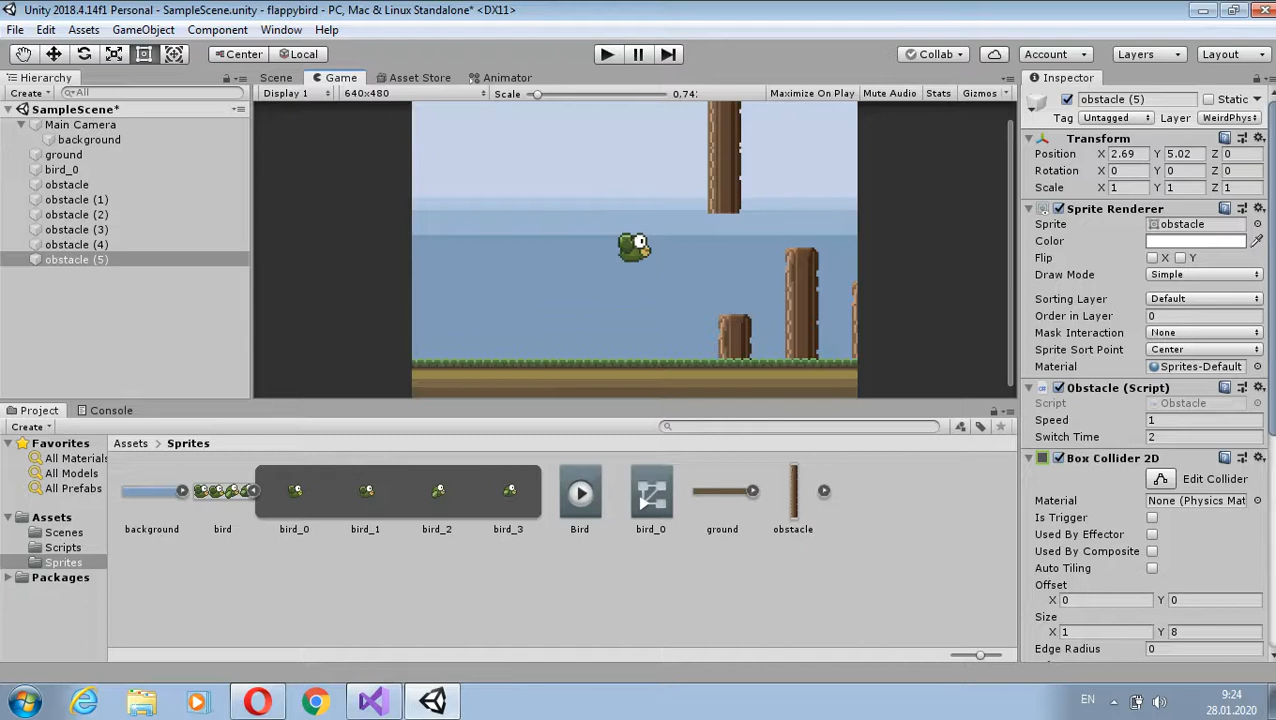 Unity 2018.4.14f1 Personal - SampleScene.unity - flappybird - PC, Mac & Linux Standalone* <DX11>
File Edit Assets GameObject Component Window Help
Center Local Collab Account Layers Layout
Hierarchy
Create All
SampleScene*
Main Camera
background
ground
bird_0
obstacle
obstacle (1)
obstacle (2)
obstacle (3)
obstacle (4)
obstacle (5)
Scene Game Asset Store Animator
Display 1 640x480 Scale 0.74 Maximize On Play Mute Audio Stats Gizmos
Inspector
obstacle (5) Static
Tag Untagged Layer WeirdPhys
Transform
Position X 2.69 Y 5.02 Z 0
Rotation X 0 Y 0 Z 0
Scale X 1 Y 1 Z 1
Sprite Renderer
Sprite obstacle
Color
Flip X Y
Draw Mode Simple
Sorting Layer Default
Order in Layer 0
Mask Interaction None
Sprite Sort Point Center
Material Sprites-Default
Obstacle (Script)
Script Obstacle
Speed 1
Switch Time 2
Box Collider 2D
Edit Collider
Material None (Physics Mat
Is Trigger
Used By Effector
Used By Composite
Auto Tiling
Offset
X 0 Y 0
Size
X 1 Y 8
Edge Radius 0
Project Console
Create
Favorites
All Materials
All Models
All Prefabs
Assets
Scenes
Scripts
Sprites
Packages
Assets > Sprites
background bird bird_0 bird_1 bird_2 bird_3 Bird bird_0 ground obstacle
EN
9:24
28.01.2020